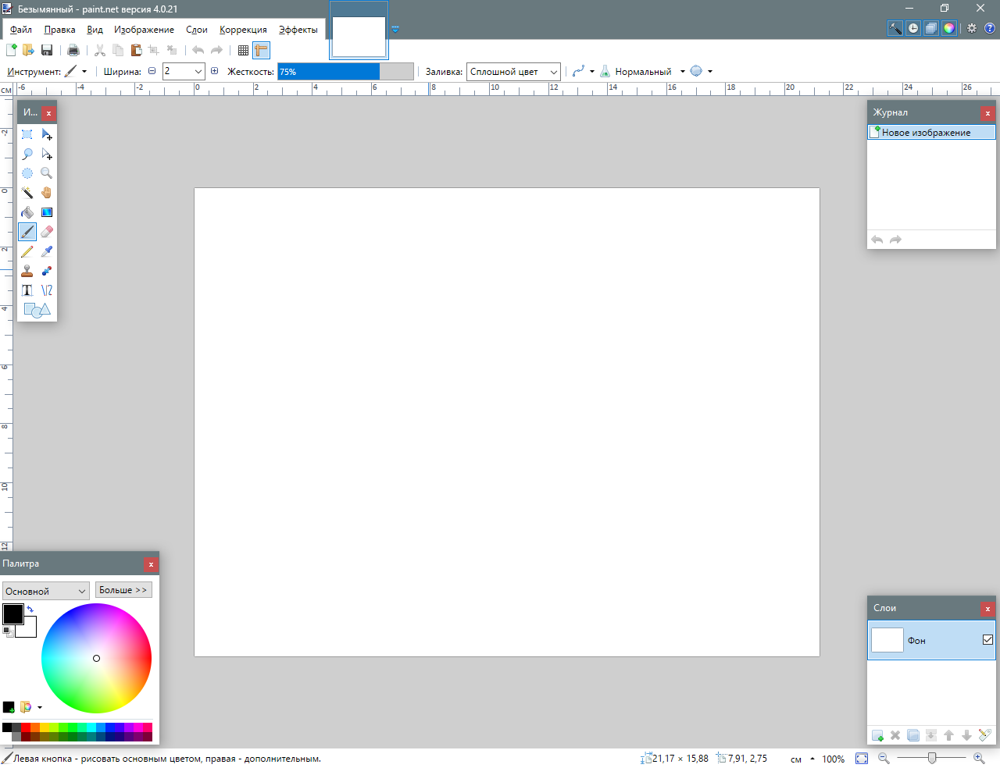 Безымянный - paint.net версия 4.0.21
Файл Правка Вид Изображение Слои Коррекция Эффекты
Инструмент: Ширина: 2 Жесткость: 75% Заливка: Сплошной цвет Нормальный
см -6 -4 -2 0 2 4 6 8 10 12 14 16 18 20 22 24 26
-2
0
2
4
6
8
10
12
И... x
T
Журнал x
Новое изображение
Палитра x
Основной Больше >>
Слои x
Фон
Левая кнопка - рисовать основным цветом, правая - дополнительным. 21,17 × 15,88 7,91, 2,75 см 100%